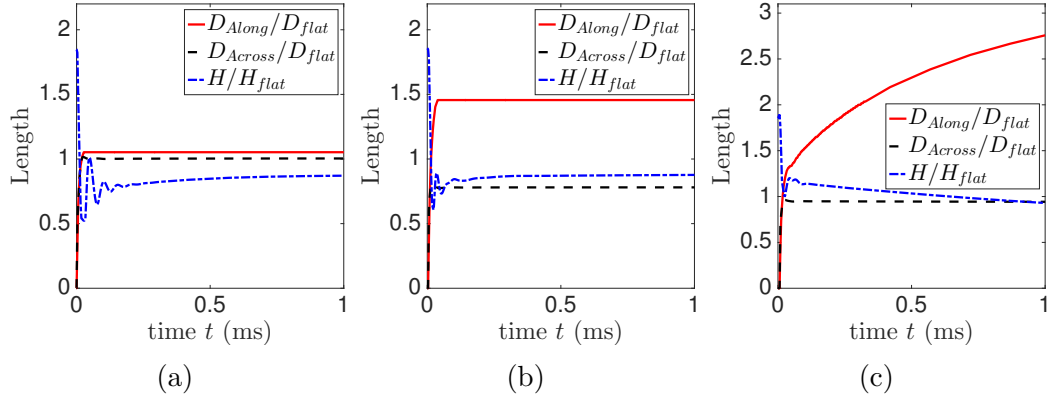 2
1.5
1
0.5
0
Length
0
0.5
1
time t (ms)
D_Along/D_flat
D_Across/D_flat
H/H_flat
(a)
2
1.5
1
0.5
0
Length
0
0.5
1
time t (ms)
D_Along/D_flat
D_Across/D_flat
H/H_flat
(b)
3
2.5
2
1.5
1
0.5
0
Length
0
0.5
1
time t (ms)
D_Along/D_flat
D_Across/D_flat
H/H_flat
(c)